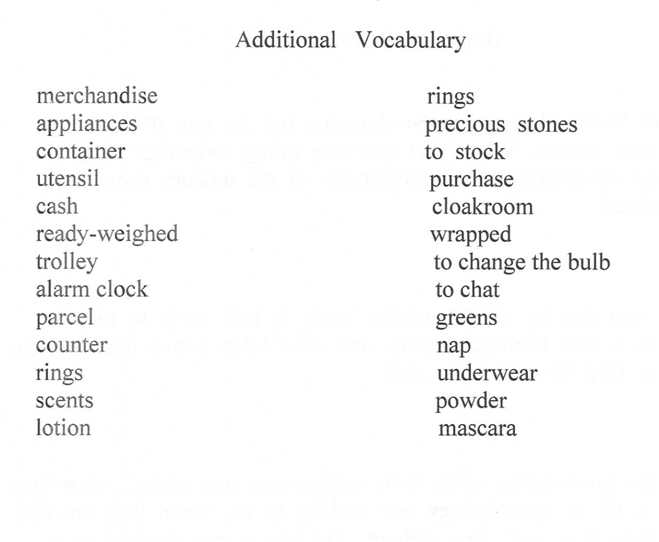 Additional Vocabulary
merchandise
appliances
container
utensil
cash
ready-weighed
trolley
alarm clock
parcel
counter
rings
scents
lotion
rings
precious stones
to stock
purchase
cloakroom
wrapped
to change the bulb
to chat
greens
nap
underwear
powder
mascara